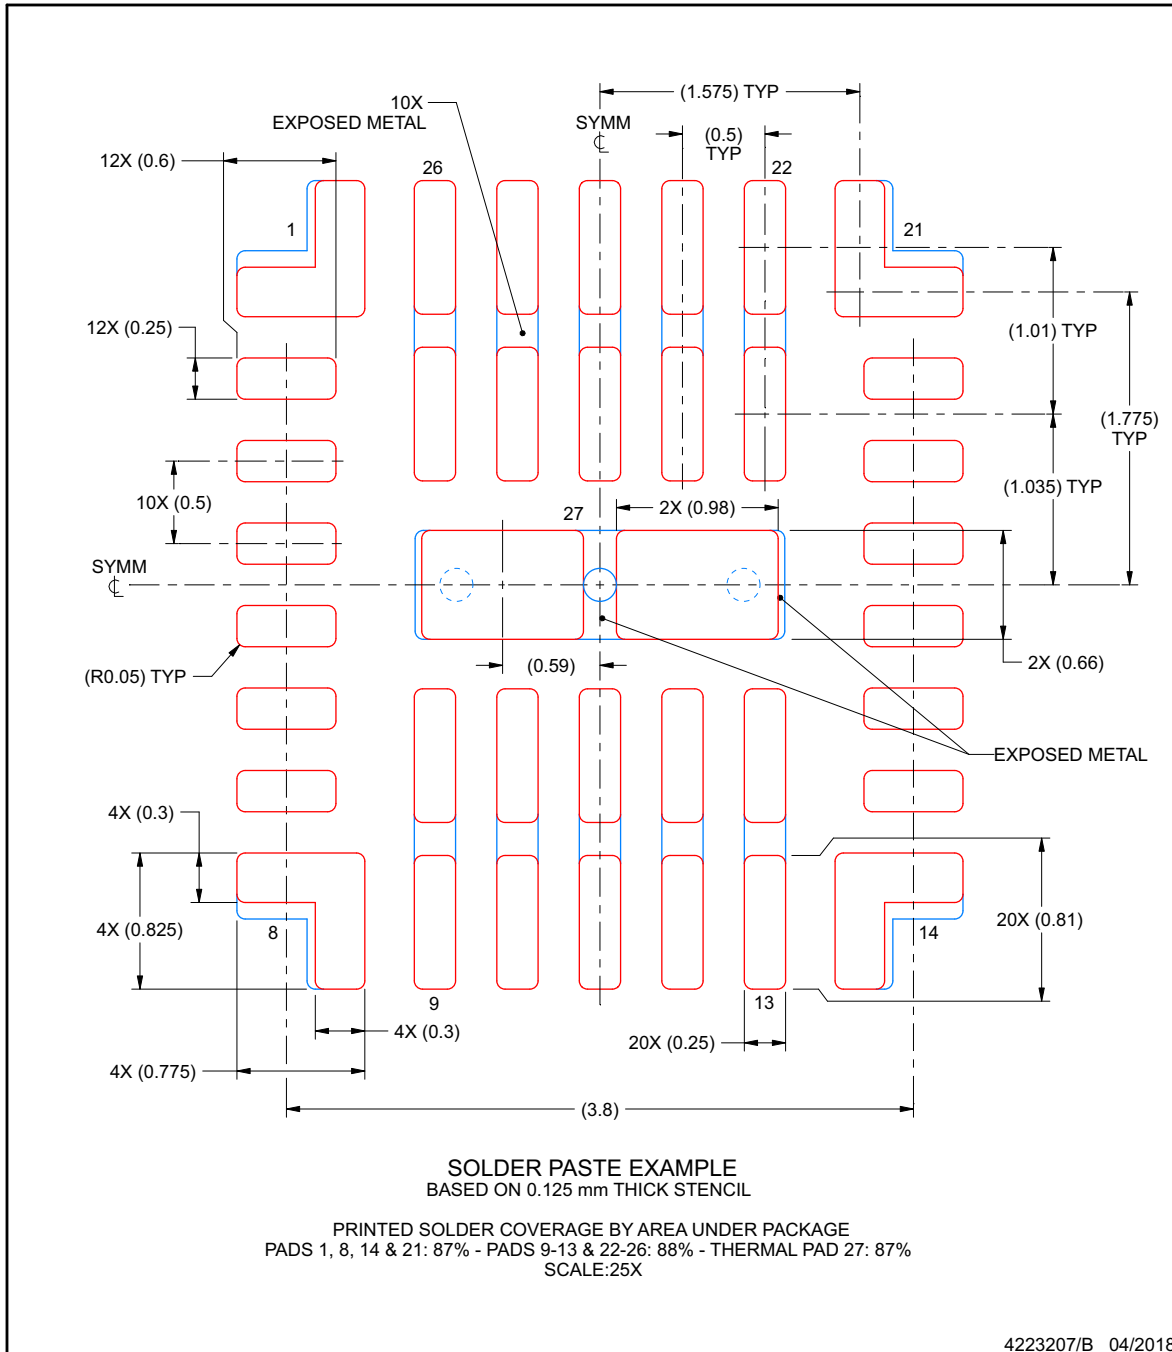 (1.575) TYP
10X
EXPOSED METAL
SYMM
℄
(0.5)
TYP
12X (0.6)
26
22
1
21
12X (0.25)
(1.01) TYP
(1.775)
TYP
10X (0.5)
(1.035) TYP
27
2X (0.98)
SYMM
℄
(R0.05) TYP
(0.59)
2X (0.66)
EXPOSED METAL
4X (0.3)
4X (0.825)
8
14
20X (0.81)
9
13
4X (0.3)
20X (0.25)
4X (0.775)
(3.8)
SOLDER PASTE EXAMPLE
BASED ON 0.125 mm THICK STENCIL
PRINTED SOLDER COVERAGE BY AREA UNDER PACKAGE
PADS 1, 8, 14 & 21: 87% - PADS 9-13 & 22-26: 88% - THERMAL PAD 27: 87%
SCALE:25X
4223207/B 04/2018